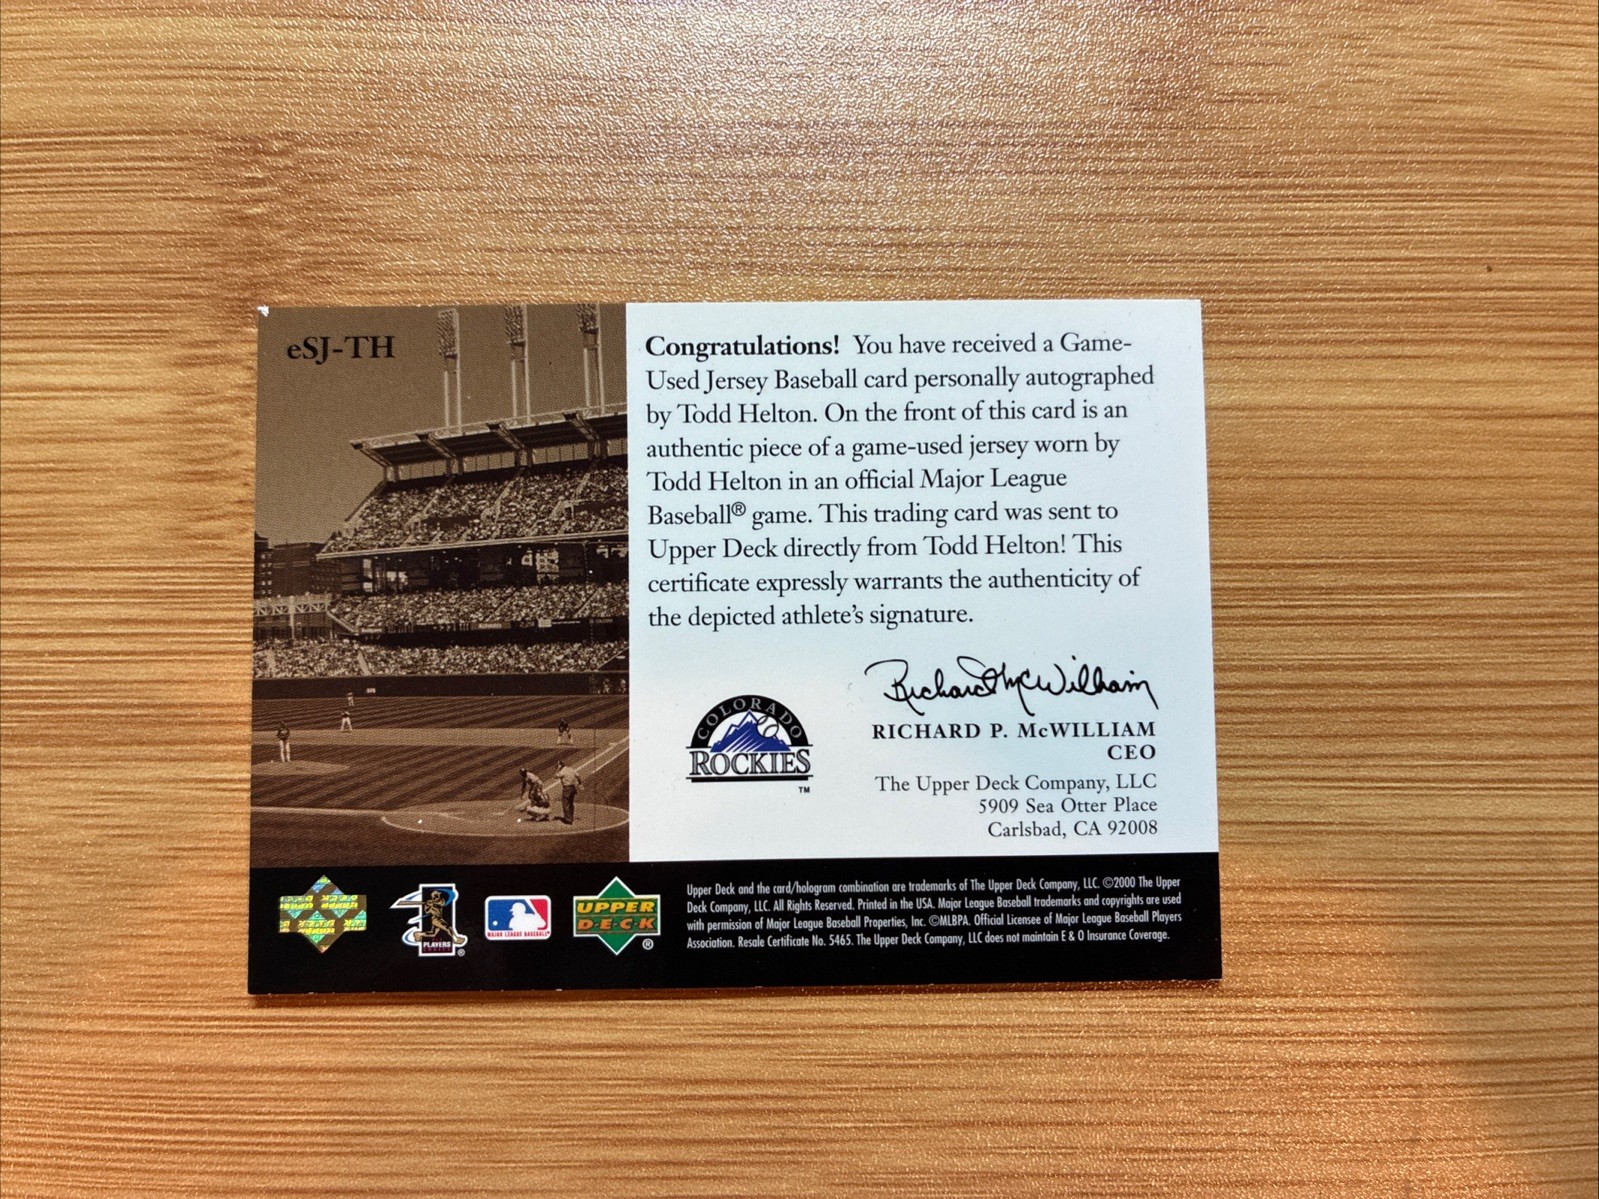 eSJ-TH
Congratulations! You have received a Game-
Used Jersey Baseball card personally autographed
by Todd Helton. On the front of this card is an
authentic piece of a game-used jersey worn by
Todd Helton in an official Major League
Baseball® game. This trading card was sent to
Upper Deck directly from Todd Helton! This
certificate expressly warrants the authenticity of
the depicted athlete's signature.
Richard McWilliam
COLORADO
ROCKIES
TM
RICHARD P. McWILLIAM
CEO
The Upper Deck Company, LLC
5909 Sea Otter Place
Carlsbad, CA 92008
PLAYERS
CHOICE
®
MAJOR LEAGUE BASEBALL
UPPER
DECK
®
Upper Deck and the card/hologram combination are trademarks of The Upper Deck Company, LLC. ©2000 The Upper
Deck Company, LLC. All Rights Reserved. Printed in the USA. Major League Baseball trademarks and copyrights are used
with permission of Major League Baseball Properties, Inc. ©MLBPA. Official Licensee of Major League Baseball Players
Association. Resale Certificate No. 5465. The Upper Deck Company, LLC does not maintain E & O Insurance Coverage.